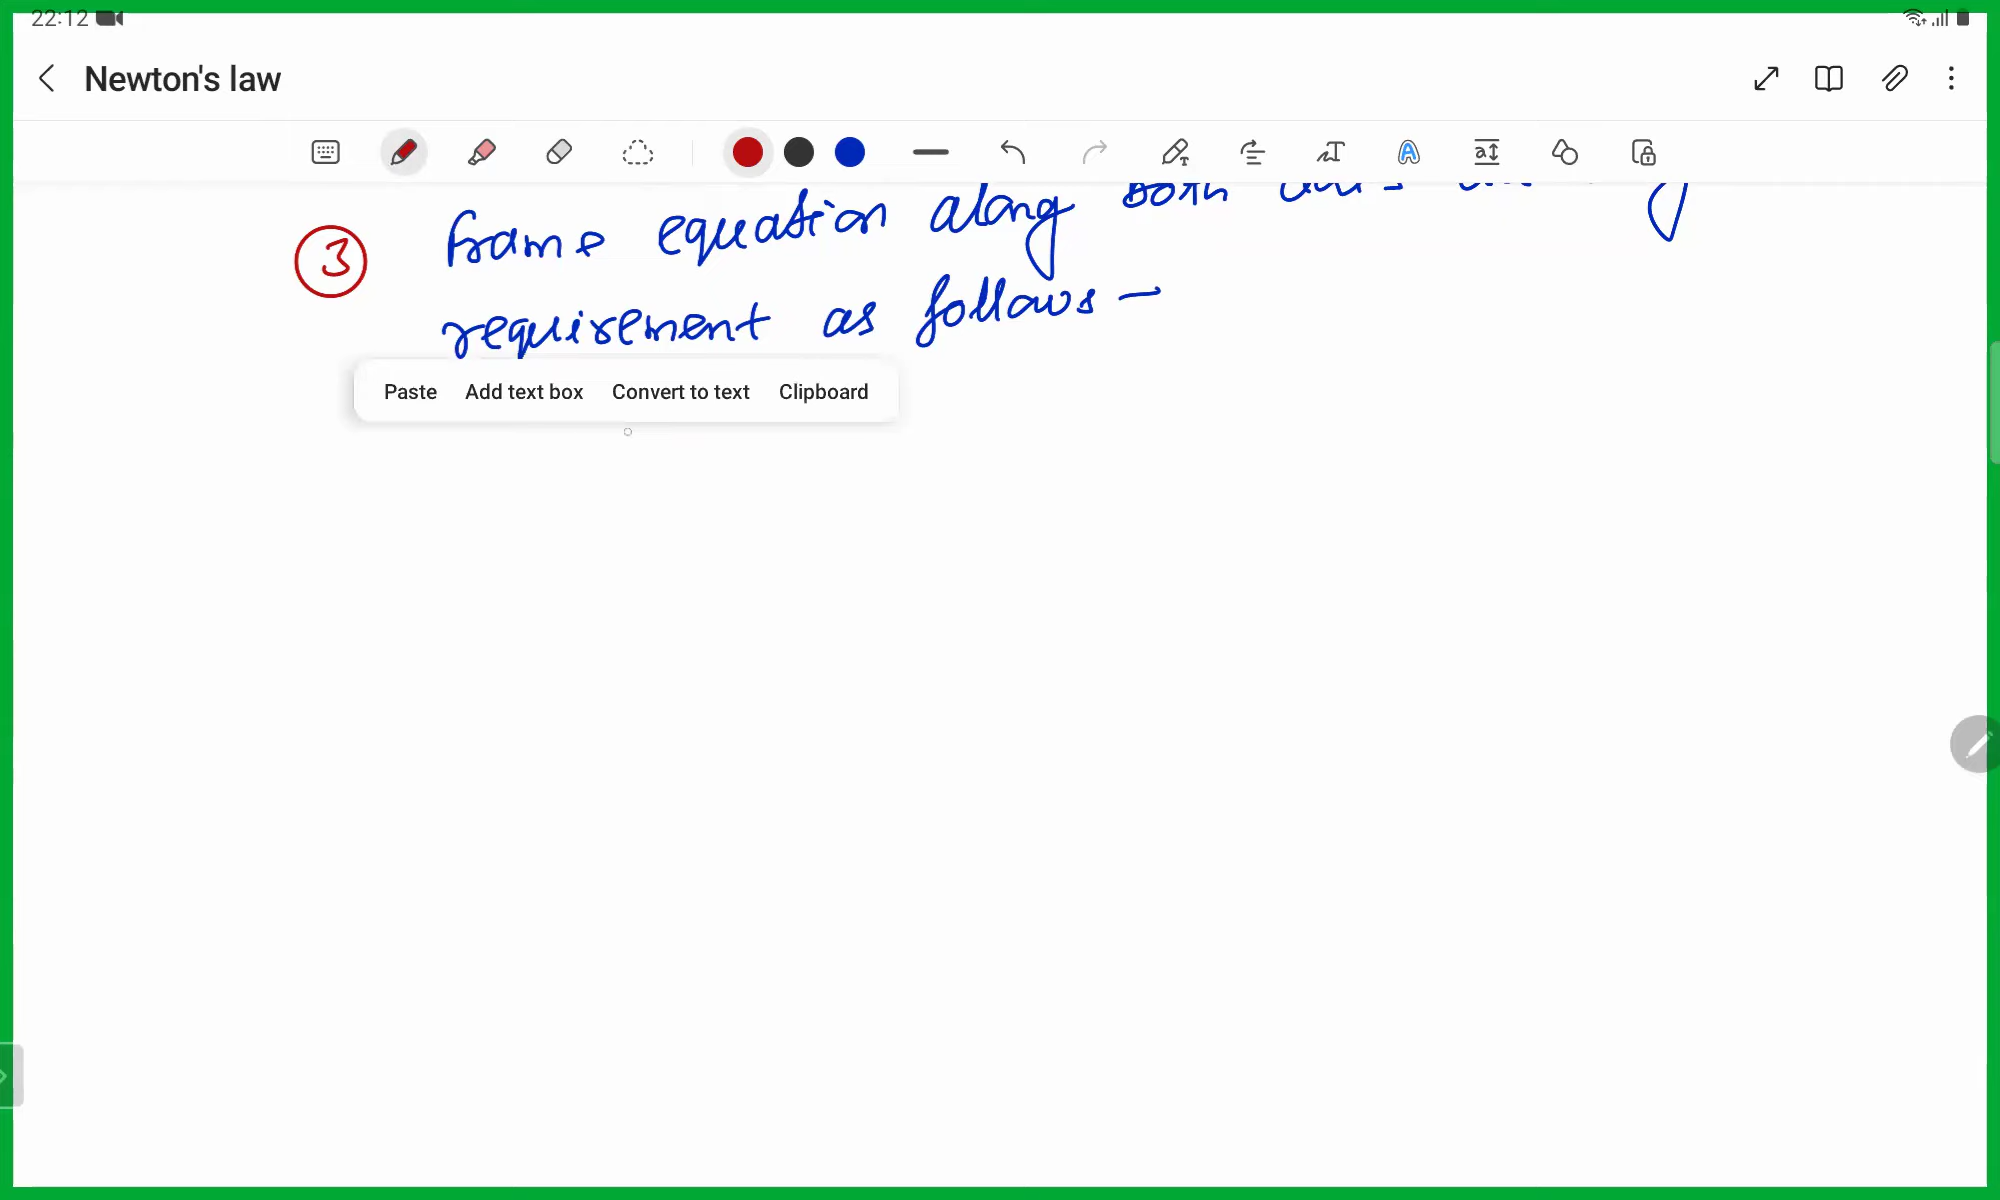 22:12
Newton's law
③ frame equation along both
requirement as follows —
Paste Add text box Convert to text Clipboard